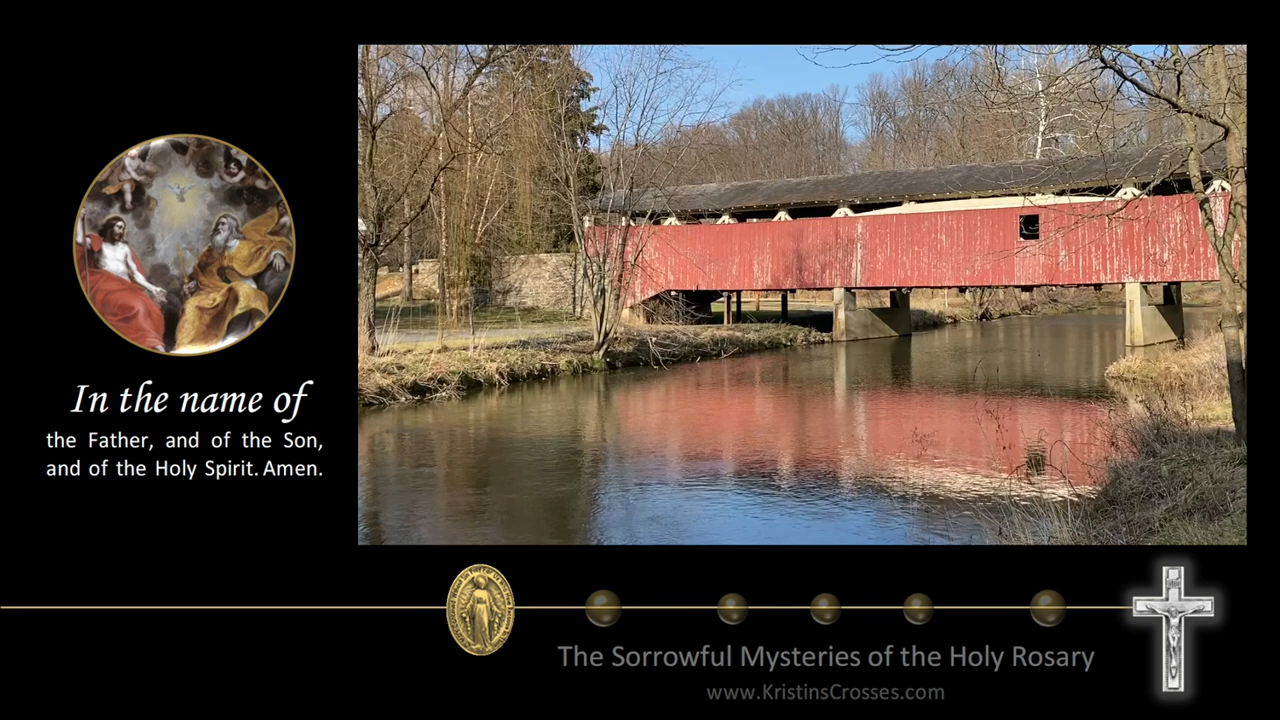 In the name of
the Father, and of the Son,
and of the Holy Spirit. Amen.
The Sorrowful Mysteries of the Holy Rosary
www.KristinsCrosses.com